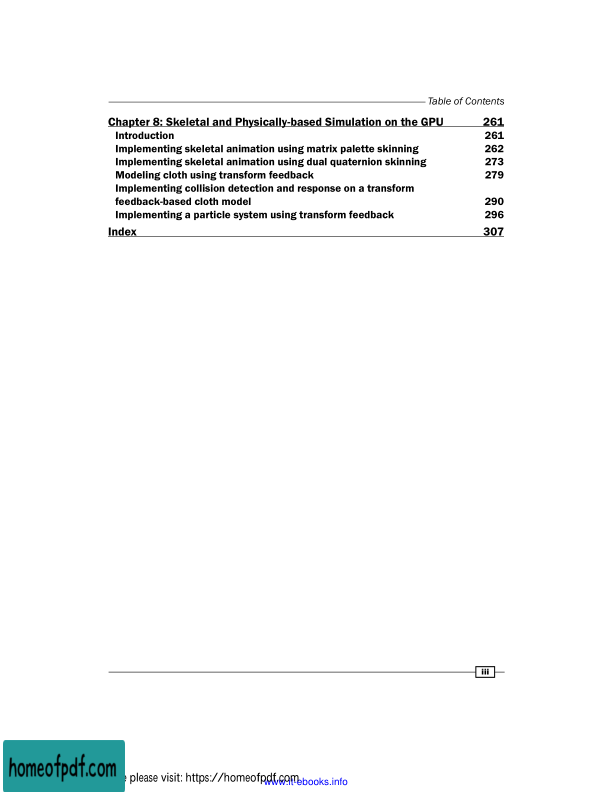 Table of Contents
Chapter 8: Skeletal and Physically-based Simulation on the GPU 261
Introduction 261
Implementing skeletal animation using matrix palette skinning 262
Implementing skeletal animation using dual quaternion skinning 273
Modeling cloth using transform feedback 279
Implementing collision detection and response on a transform
feedback-based cloth model 290
Implementing a particle system using transform feedback 296
Index 307
iii
homeofpdf.com
please visit: https://homeofpdf.com
www.it-ebooks.info